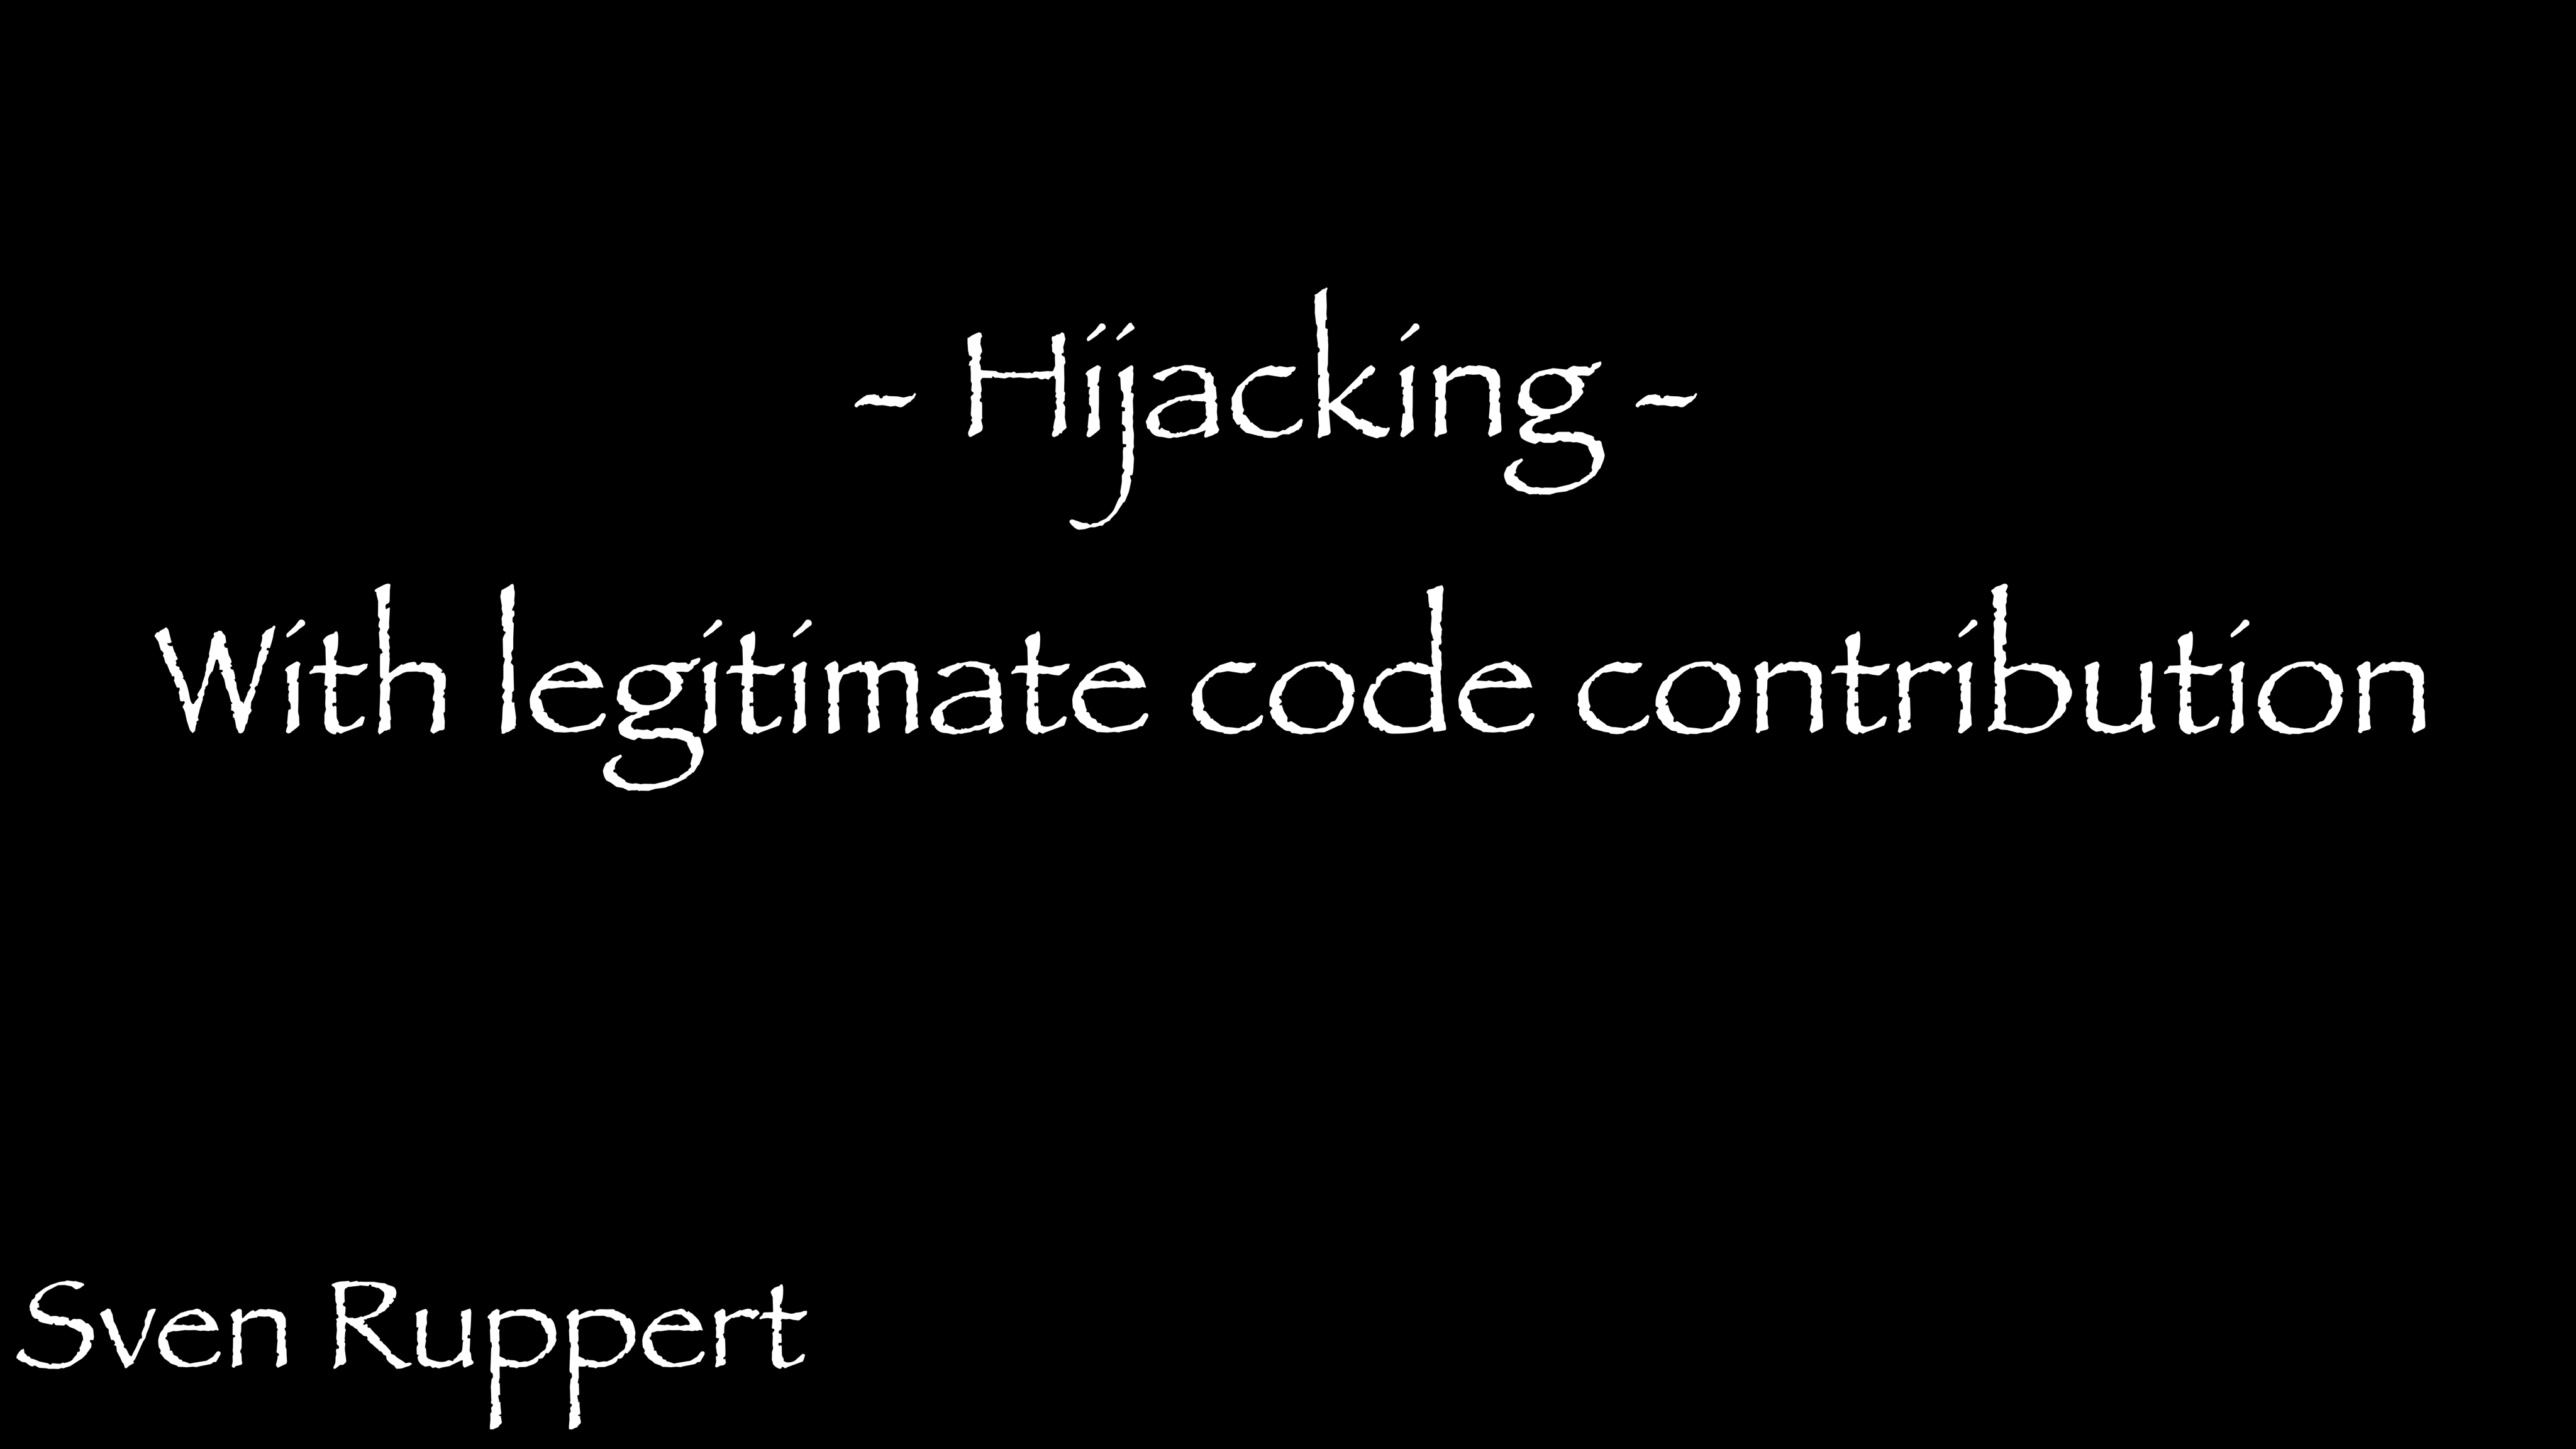 - Hijacking -
With legitimate code contribution
Sven Ruppert